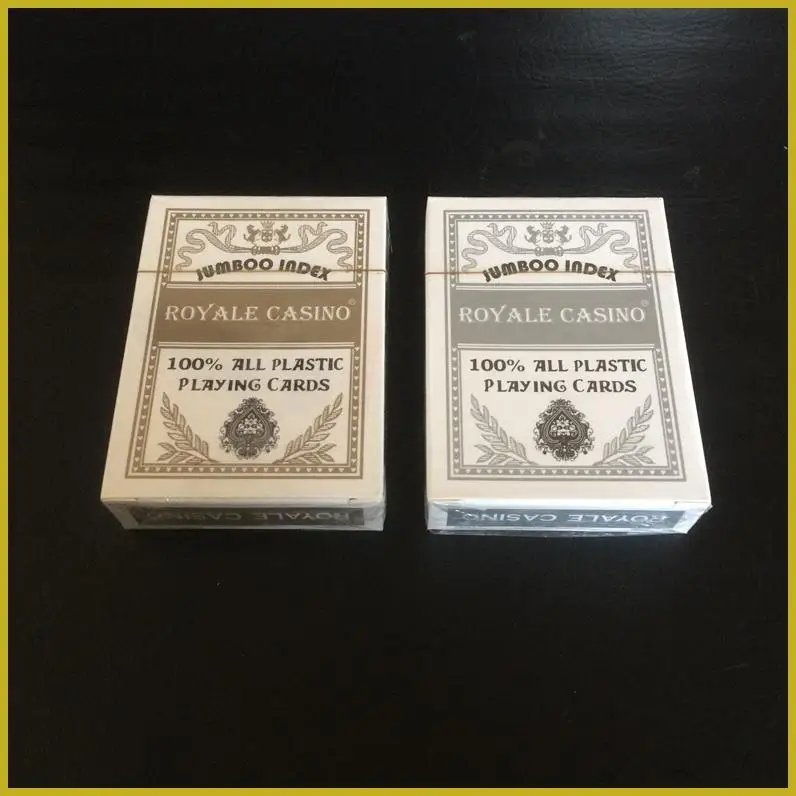 JUMBOO INDEX
ROYALE CASINO®
100% ALL PLASTIC
PLAYING CARDS
ROYALE CASINO
JUMBOO INDEX
ROYALE CASINO®
100% ALL PLASTIC
PLAYING CARDS
ROYALE CASINO